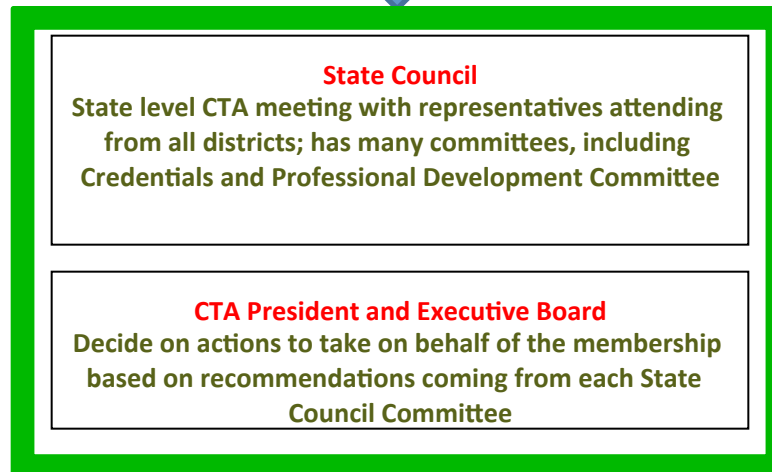 State Council
State level CTA meeting with representatives attending
from all districts; has many committees, including
Credentials and Professional Development Committee
CTA President and Executive Board
Decide on actions to take on behalf of the membership
based on recommendations coming from each State
Council Committee